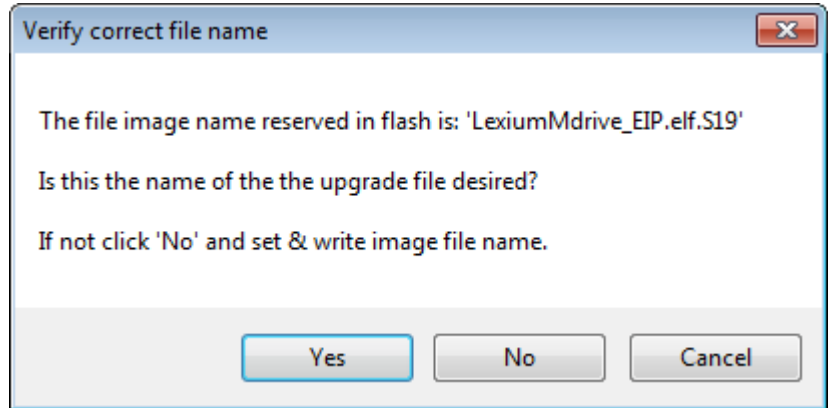 Verify correct file name
The file image name reserved in flash is: 'LexiumMdrive_EIP.elf.S19'
Is this the name of the the upgrade file desired?
If not click 'No' and set & write image file name.
Yes No Cancel